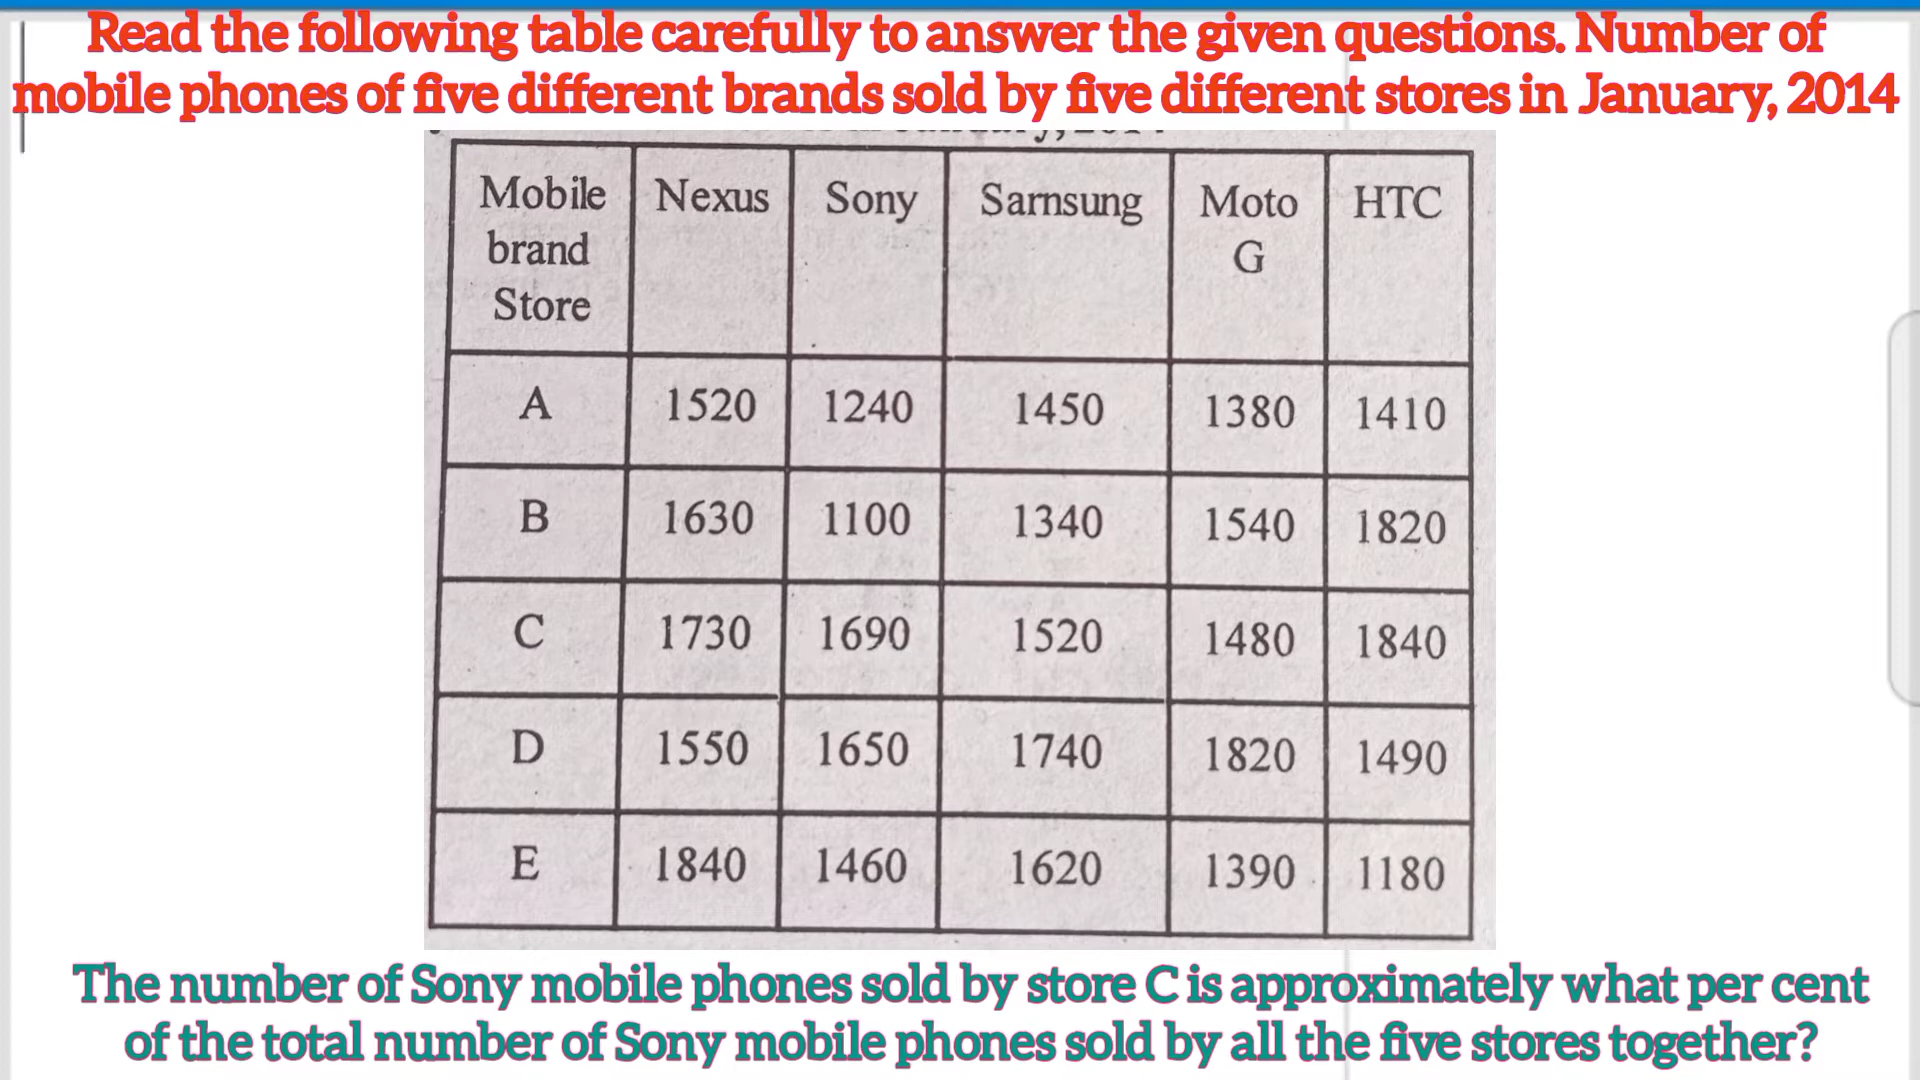 Read the following table carefully to answer the given questions. Number of
mobile phones of five different brands sold by five different stores in January, 2014
Mobile brand Store Nexus Sony Sarnsung Moto G HTC
A 1520 1240 1450 1380 1410
B 1630 1100 1340 1540 1820
C 1730 1690 1520 1480 1840
D 1550 1650 1740 1820 1490
E 1840 1460 1620 1390 1180
The number of Sony mobile phones sold by store C is approximately what per cent
of the total number of Sony mobile phones sold by all the five stores together?